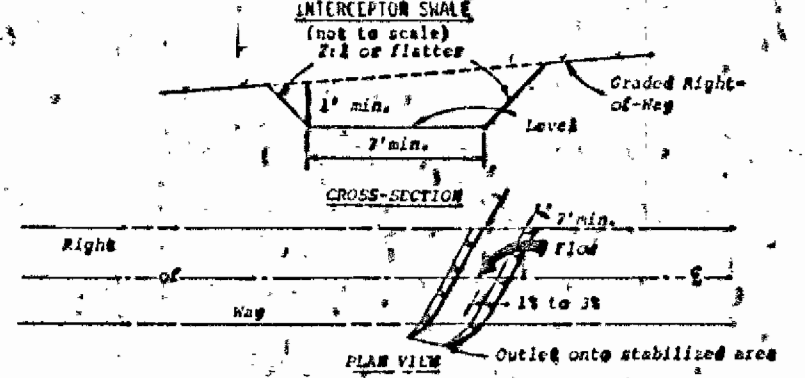 INTERCEPTOR SWALE
(not to scale)
2:1 or flatter
Graded Right-
of-Way
1' min.
Level
7' min.
CROSS-SECTION
7' min.
Right
Flow
of
℄
1% to 3%
Way
Outlet onto stabilized area
PLAN VIEW